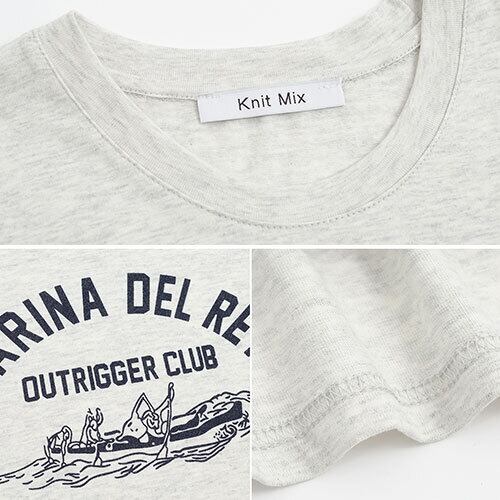 Knit Mix
ARINA DEL RE
OUTRIGGER CLUB